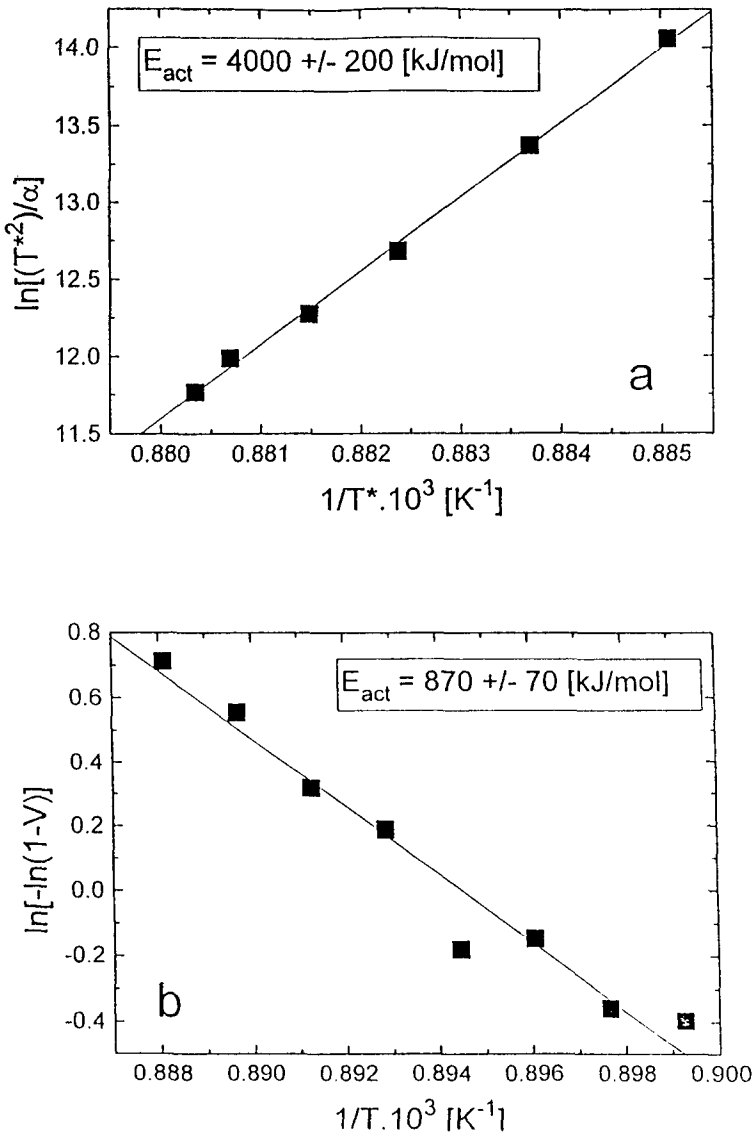 14.0
E_act = 4000 +/- 200 [kJ/mol]
13.5
13.0
ln[(T*²)/α]
12.5
12.0
a
11.5
0.880 0.881 0.882 0.883 0.884 0.885
1/T*.10³ [K⁻¹]
0.8
E_act = 870 +/- 70 [kJ/mol]
0.6
0.4
ln[-ln(1-V)]
0.2
0.0
-0.2
-0.4
b
0.888 0.890 0.892 0.894 0.896 0.898 0.900
1/T.10³ [K⁻¹]